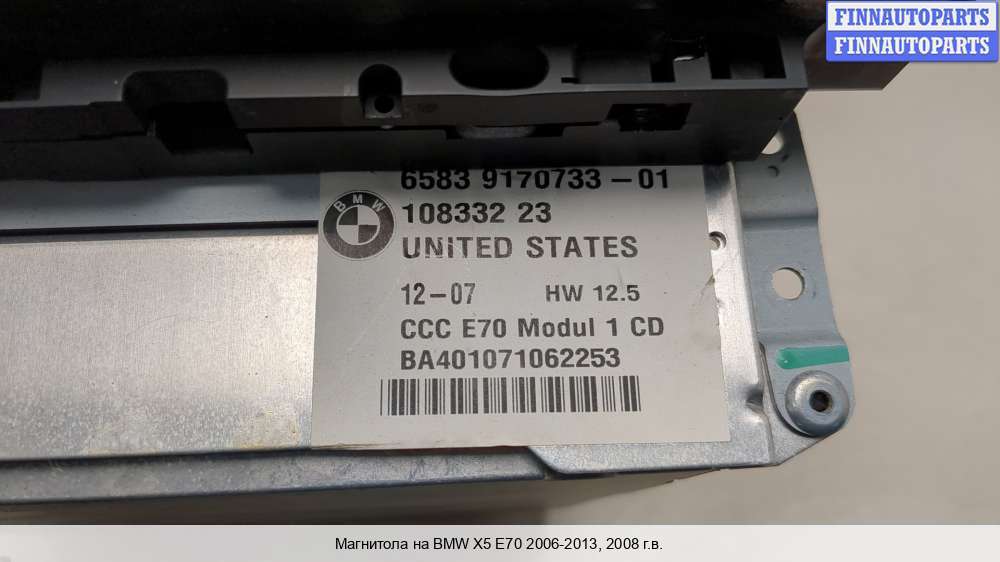 FINNAUTOPARTS
FINNAUTOPARTS
6583 9170733-01
BMW
108332 23
UNITED STATES
12-07 HW 12.5
CCC E70 Modul 1 CD
BA401071062253
Магнитола на BMW X5 E70 2006-2013, 2008 г.в.